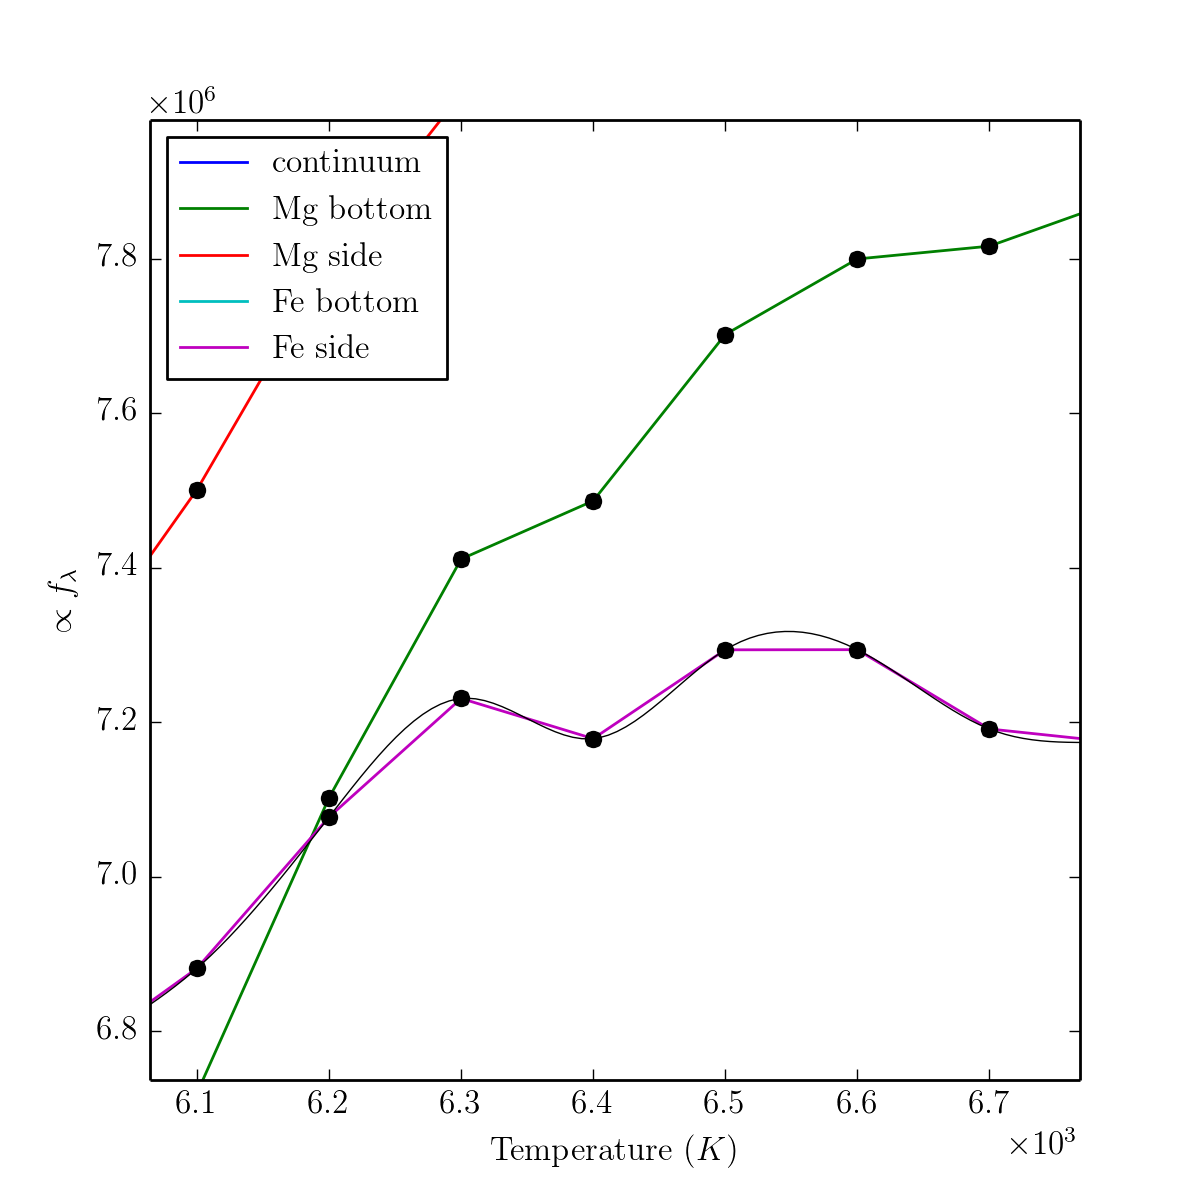 ×10⁶
continuum
Mg bottom
Mg side
Fe bottom
Fe side
7.8
7.6
7.4
7.2
7.0
6.8
∝ f_λ
6.1 6.2 6.3 6.4 6.5 6.6 6.7
×10³
Temperature (K)